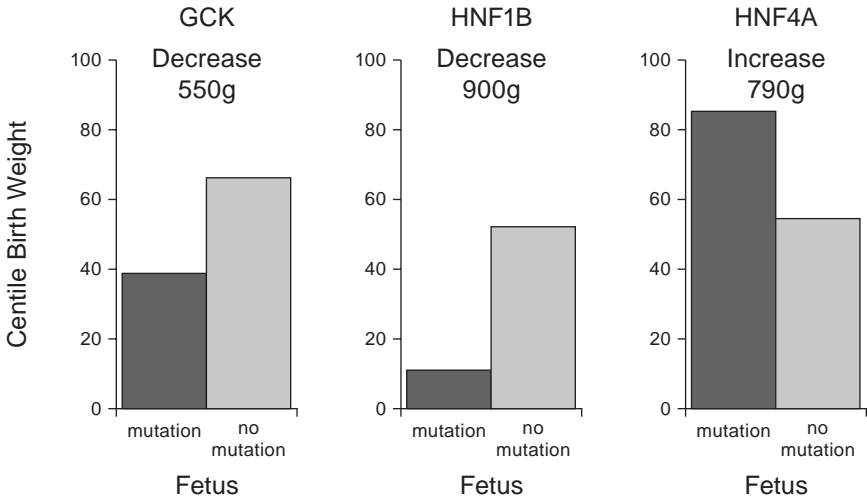 GCK
HNF1B
HNF4A
Decrease
550g
Decrease
900g
Increase
790g
Centile Birth Weight
100
80
60
40
20
0
100
80
60
40
20
0
100
80
60
40
20
0
mutation
no
mutation
mutation
no
mutation
mutation
no
mutation
Fetus
Fetus
Fetus